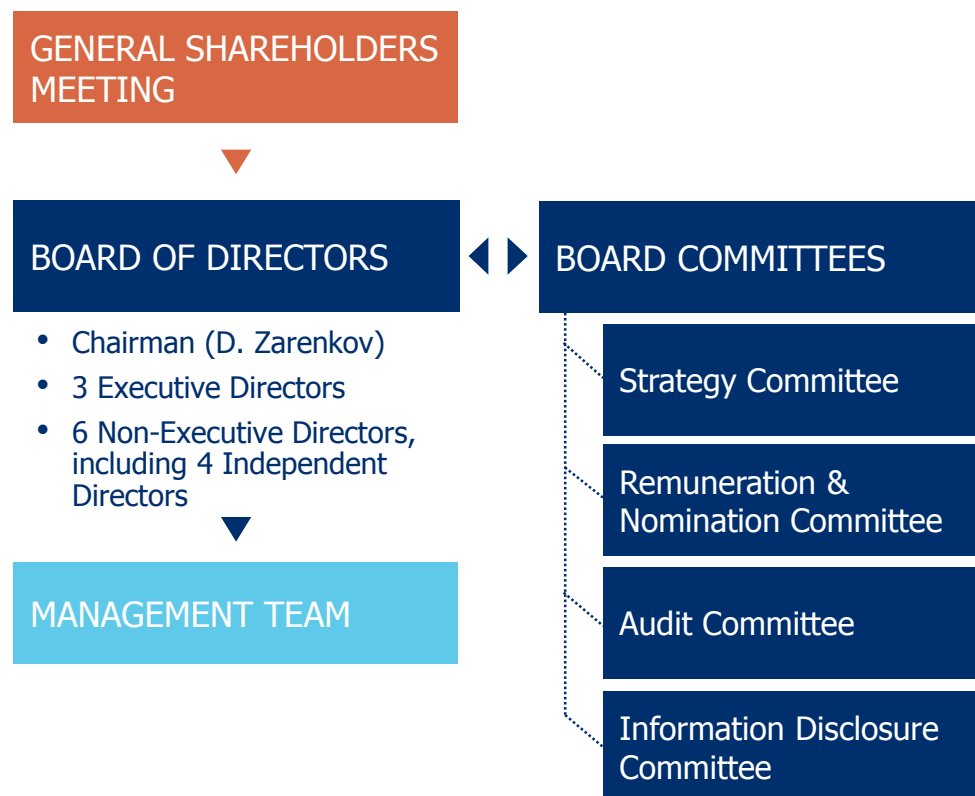 GENERAL SHAREHOLDERS
MEETING
BOARD OF DIRECTORS
• Chairman (D. Zarenkov)
• 3 Executive Directors
• 6 Non-Executive Directors,
including 4 Independent
Directors
MANAGEMENT TEAM
BOARD COMMITTEES
Strategy Committee
Remuneration &
Nomination Committee
Audit Committee
Information Disclosure
Committee